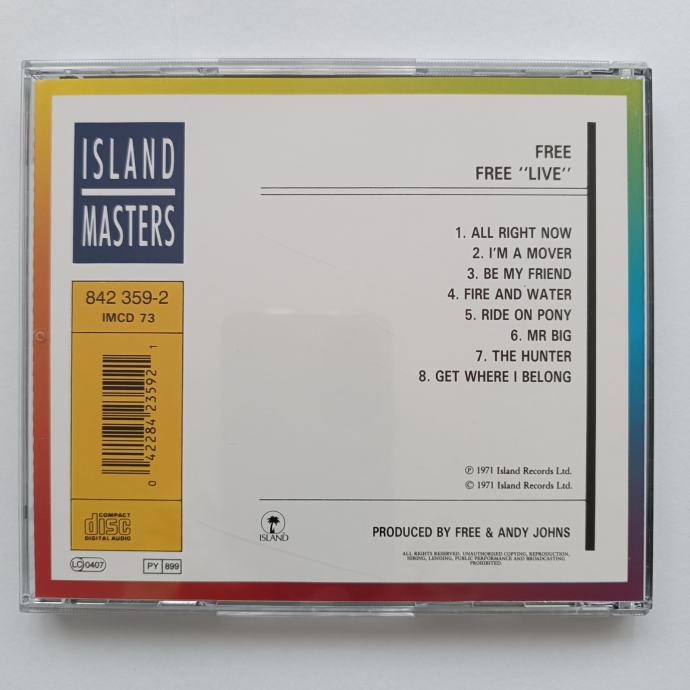 ISLAND
MASTERS
842 359-2
IMCD 73
0 42284 23592 1
COMPACT
disc
DIGITAL AUDIO
LC 0407
PY 899
FREE
FREE "LIVE"
1. ALL RIGHT NOW
2. I'M A MOVER
3. BE MY FRIEND
4. FIRE AND WATER
5. RIDE ON PONY
6. MR BIG
7. THE HUNTER
8. GET WHERE I BELONG
℗ 1971 Island Records Ltd.
© 1971 Island Records Ltd.
ISLAND
PRODUCED BY FREE & ANDY JOHNS
ALL RIGHTS RESERVED. UNAUTHORISED COPYING, REPRODUCTION,
HIRING, LENDING, PUBLIC PERFORMANCE AND BROADCASTING
PROHIBITED.